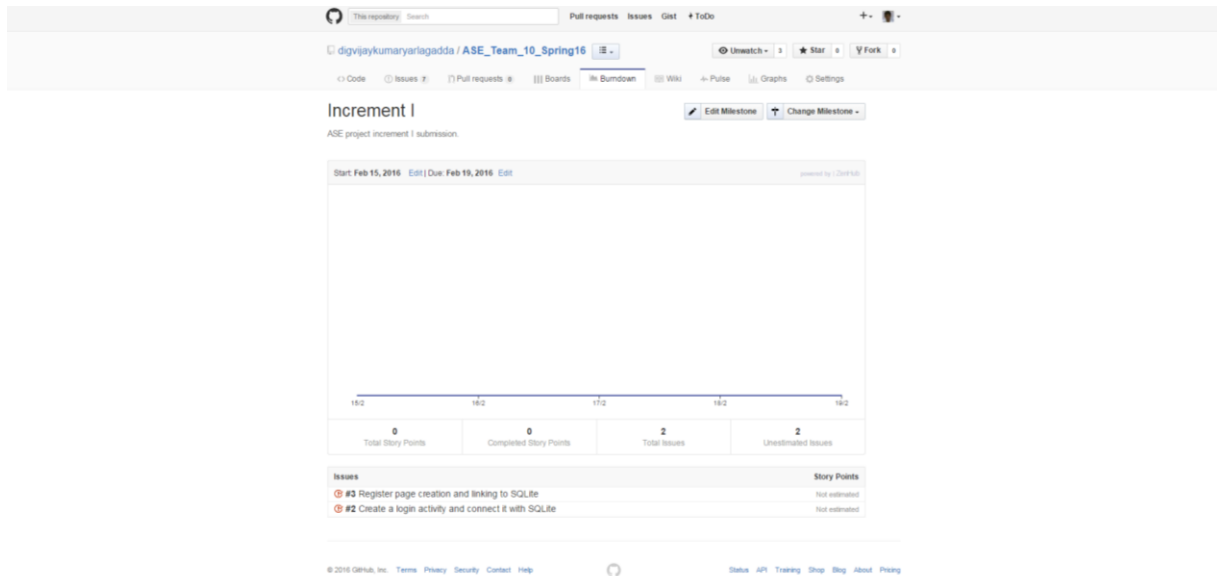 This repository Search Pull requests Issues Gist ToDo
digvijaykumaryarlagadda / ASE_Team_10_Spring16 Unwatch 3 Star 0 Fork 0
Code Issues 7 Pull requests 0 Boards Burndown Wiki Pulse Graphs Settings
Increment I Edit Milestone Change Milestone
ASE project increment I submission.
Start: Feb 15, 2016 Edit | Due: Feb 19, 2016 Edit powered by ZenHub
15/2 16/2 17/2 18/2 19/2
0 0 2 2
Total Story Points Completed Story Points Total Issues Unestimated Issues
Issues Story Points
#3 Register page creation and linking to SQLite Not estimated
#2 Create a login activity and connect it with SQLite Not estimated
© 2016 GitHub, Inc. Terms Privacy Security Contact Help Status API Training Shop Blog About Pricing